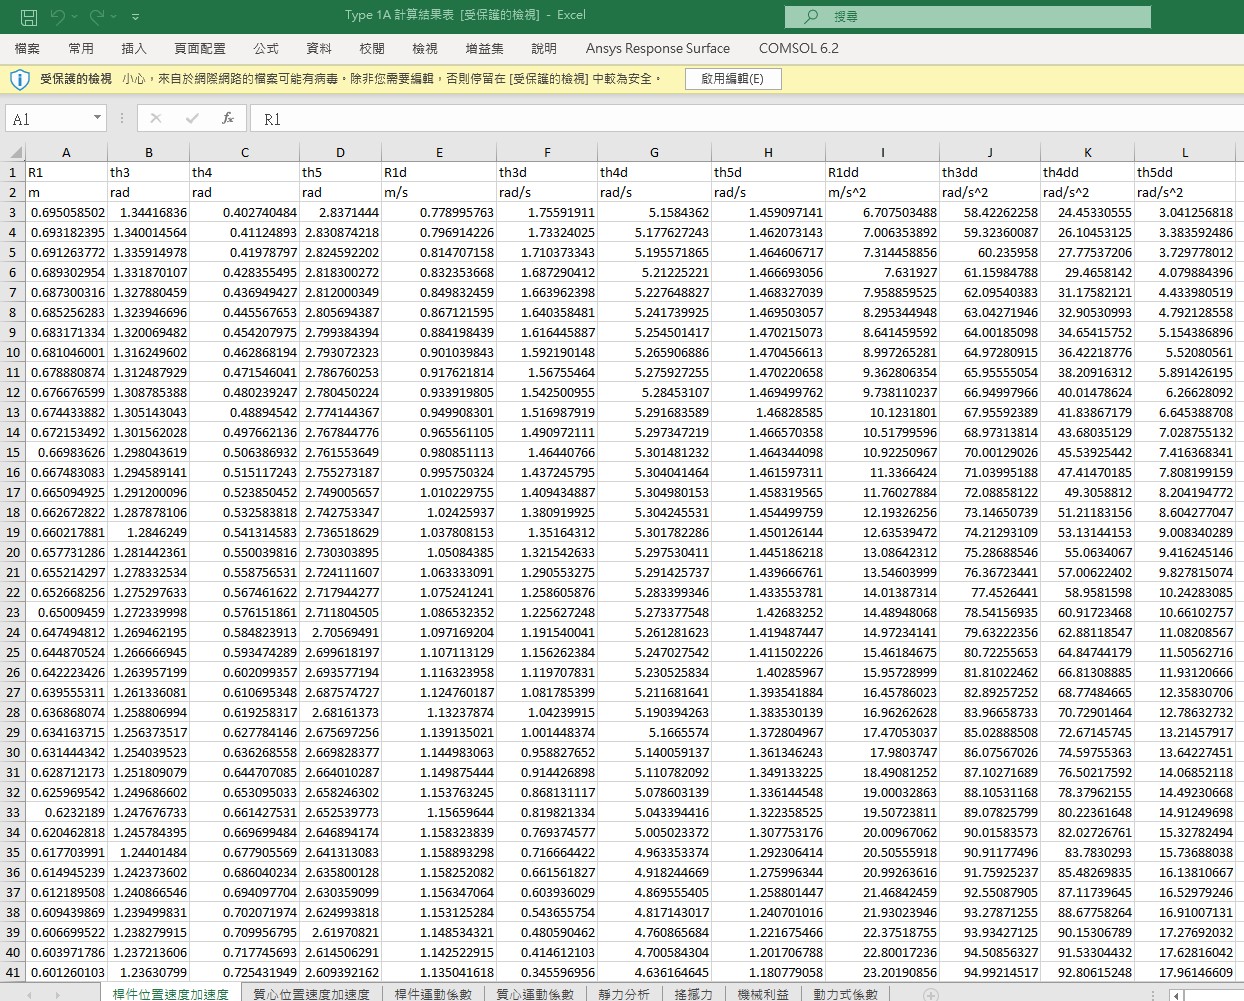 Type 1A 計算結果表 [受保護的檢視] - Excel
搜尋
檔案 常用 插入 頁面配置 公式 資料 校閱 檢視 增益集 說明 Ansys Response Surface COMSOL 6.2
受保護的檢視 小心，來自於網際網路的檔案可能有病毒。除非您需要編輯，否則停留在 [受保護的檢視] 中較為安全。 啟用編輯(E)
A1 fx R1
A B C D E F G H I J K L
1 R1 th3 th4 th5 R1d th3d th4d th5d R1dd th3dd th4dd th5dd
2 m rad rad rad m/s rad/s rad/s rad/s m/s^2 rad/s^2 rad/s^2 rad/s^2
3 0.695058502 1.34416836 0.402740484 2.8371444 0.778995763 1.75591911 5.1584362 1.459097141 6.707503488 58.42262258 24.45330555 3.041256818
4 0.693182395 1.340014564 0.41124893 2.830874218 0.796914226 1.73324025 5.177627243 1.462073143 7.006353892 59.32360087 26.10453125 3.383592486
5 0.691263772 1.335914978 0.41978797 2.824592202 0.814707158 1.710373343 5.195571865 1.464606717 7.314458856 60.235958 27.77537206 3.729778012
6 0.689302954 1.331870107 0.428355495 2.818300272 0.832353668 1.687290412 5.21225221 1.466693056 7.631927 61.15984788 29.4658142 4.079884396
7 0.687300316 1.327880459 0.436949427 2.812000349 0.849832459 1.663962398 5.227648827 1.468327039 7.958859525 62.09540383 31.17582121 4.433980519
8 0.685256283 1.323946696 0.445567653 2.805694387 0.867121595 1.640358481 5.241739925 1.469503057 8.295344948 63.04271946 32.90530993 4.792128558
9 0.683171334 1.320069482 0.454207975 2.799384394 0.884198439 1.616445887 5.254501417 1.470215073 8.641459592 64.00185098 34.65415752 5.154386896
10 0.681046001 1.316249602 0.462868194 2.793072323 0.901039843 1.592190148 5.265906886 1.470456613 8.997265281 64.97280915 36.42218776 5.52080561
11 0.678880874 1.312487929 0.471546041 2.786760253 0.917621814 1.56755464 5.275927255 1.470220658 9.362806354 65.95555054 38.20916312 5.891426195
12 0.676676599 1.308785388 0.480239247 2.780450224 0.933919805 1.542500955 5.28453107 1.469499762 9.738110237 66.94997966 40.01478624 6.26628092
13 0.674433882 1.305143043 0.48894542 2.774144367 0.949908301 1.516987919 5.291683589 1.46828585 10.1231801 67.95592389 41.83867179 6.645388708
14 0.672153492 1.301562028 0.497662136 2.767844776 0.965561105 1.490972111 5.297347219 1.466570358 10.51799596 68.97313814 43.68035129 7.028755132
15 0.66983626 1.298043619 0.506386932 2.761553649 0.980851113 1.46440766 5.301481232 1.464344098 10.92250967 70.00129026 45.53925442 7.416368341
16 0.667483083 1.294589141 0.515117243 2.755273187 0.995750324 1.437245795 5.304041464 1.461597311 11.3366424 71.03995188 47.41470185 7.808199159
17 0.665094925 1.291200096 0.523850452 2.749005657 1.010229755 1.409434887 5.304980153 1.458319565 11.76027884 72.08858122 49.3058812 8.204194772
18 0.662672822 1.287878106 0.532583818 2.742753347 1.02425937 1.380919925 5.304245531 1.454499759 12.19326256 73.14650739 51.21183156 8.604277047
19 0.660217881 1.2846249 0.541314583 2.736518629 1.037808153 1.35164312 5.301782286 1.450126144 12.63539472 74.21293109 53.13144153 9.008340289
20 0.657731286 1.281442361 0.550039816 2.730303895 1.05084385 1.321542633 5.297530411 1.445186218 13.08642312 75.28688546 55.0634067 9.416245146
21 0.655214297 1.278332534 0.558756531 2.724111607 1.063333091 1.290553275 5.291425737 1.439666761 13.54603999 76.36723441 57.00622402 9.827815074
22 0.652668256 1.275297633 0.567461622 2.717944277 1.075241241 1.258605876 5.283399346 1.433553781 14.01387314 77.4526441 58.9581598 10.24283085
23 0.65009459 1.272339998 0.576151861 2.711804505 1.086532352 1.225627248 5.273377548 1.42683252 14.48948068 78.54156935 60.91723468 10.66102757
24 0.647494812 1.269462195 0.584823913 2.70569491 1.097169204 1.191540041 5.261281623 1.419487447 14.97234141 79.63222356 62.88118547 11.08208567
25 0.644870524 1.266666945 0.593474289 2.699618197 1.107113129 1.156262384 5.247027542 1.411502226 15.46184675 80.72255653 64.84744179 11.50562716
26 0.642223426 1.263957199 0.602099357 2.693577194 1.116323958 1.119707831 5.230525834 1.40285967 15.95728999 81.81022462 66.81308885 11.93120666
27 0.639555311 1.261336081 0.610695348 2.687574727 1.124760187 1.081785399 5.211681641 1.393541884 16.45786023 82.89257252 68.77484665 12.35830706
28 0.636868074 1.258806994 0.619258317 2.68161373 1.13237874 1.04239915 5.190394263 1.383530139 16.96262628 83.96658733 70.72901464 12.78632732
29 0.634163715 1.256373517 0.627784146 2.675697256 1.139135021 1.001448374 5.1665574 1.372804967 17.47053037 85.02888508 72.67145745 13.21457917
30 0.631444342 1.254039523 0.636268558 2.669828377 1.144983063 0.958827652 5.140059137 1.361346243 17.9803747 86.07567026 74.59755363 13.64227451
31 0.628712173 1.251809079 0.644707085 2.664010287 1.149875444 0.914426898 5.110782092 1.349133225 18.49081252 87.10271689 76.50217592 14.06852118
32 0.625969542 1.249686602 0.653095033 2.658246302 1.153763245 0.868131117 5.078603139 1.336144548 19.00032863 88.10531168 78.37962155 14.49230668
33 0.6232189 1.247676733 0.661427531 2.652539773 1.15659644 0.819821334 5.043394416 1.322358525 19.50723811 89.07825799 80.22361648 14.91249698
34 0.620462818 1.245784395 0.669699484 2.646894174 1.158323839 0.769374577 5.005023372 1.307753176 20.00967062 90.01583573 82.02726761 15.32782494
35 0.617703991 1.24401484 0.677905569 2.641313083 1.158893298 0.716664422 4.963353374 1.292306414 20.50555918 90.91177496 83.7830293 15.73688038
36 0.614945239 1.242373602 0.686040234 2.635800128 1.158252082 0.661561827 4.918244669 1.275996344 20.99263616 91.75925237 85.48269835 16.13810667
37 0.612189508 1.240866546 0.694097704 2.630359099 1.156347064 0.603936029 4.869555405 1.258801447 21.46842459 92.55087905 87.11739645 16.52979246
38 0.609439869 1.239499831 0.702071974 2.624993818 1.153125284 0.543655754 4.817143017 1.240701016 21.93023946 93.27871255 88.67758264 16.91007131
39 0.606699522 1.238279915 0.709956795 2.61970821 1.148534321 0.480590462 4.760865684 1.221675466 22.37518755 93.93427125 90.15306789 17.27692032
40 0.603971786 1.237213606 0.717745693 2.614506291 1.142522915 0.414612103 4.700584304 1.201706788 22.80017236 94.50856327 91.53304432 17.62816042
41 0.601260103 1.23630799 0.725431949 2.609392162 1.135041618 0.345596956 4.636164645 1.180779058 23.20190856 94.99214517 92.80615248 17.96146609
桿件位置速度加速度 質心位置速度加速度 桿件運動係數 質心運動係數 靜力分析 搖撼力 機械利益 動力式係數